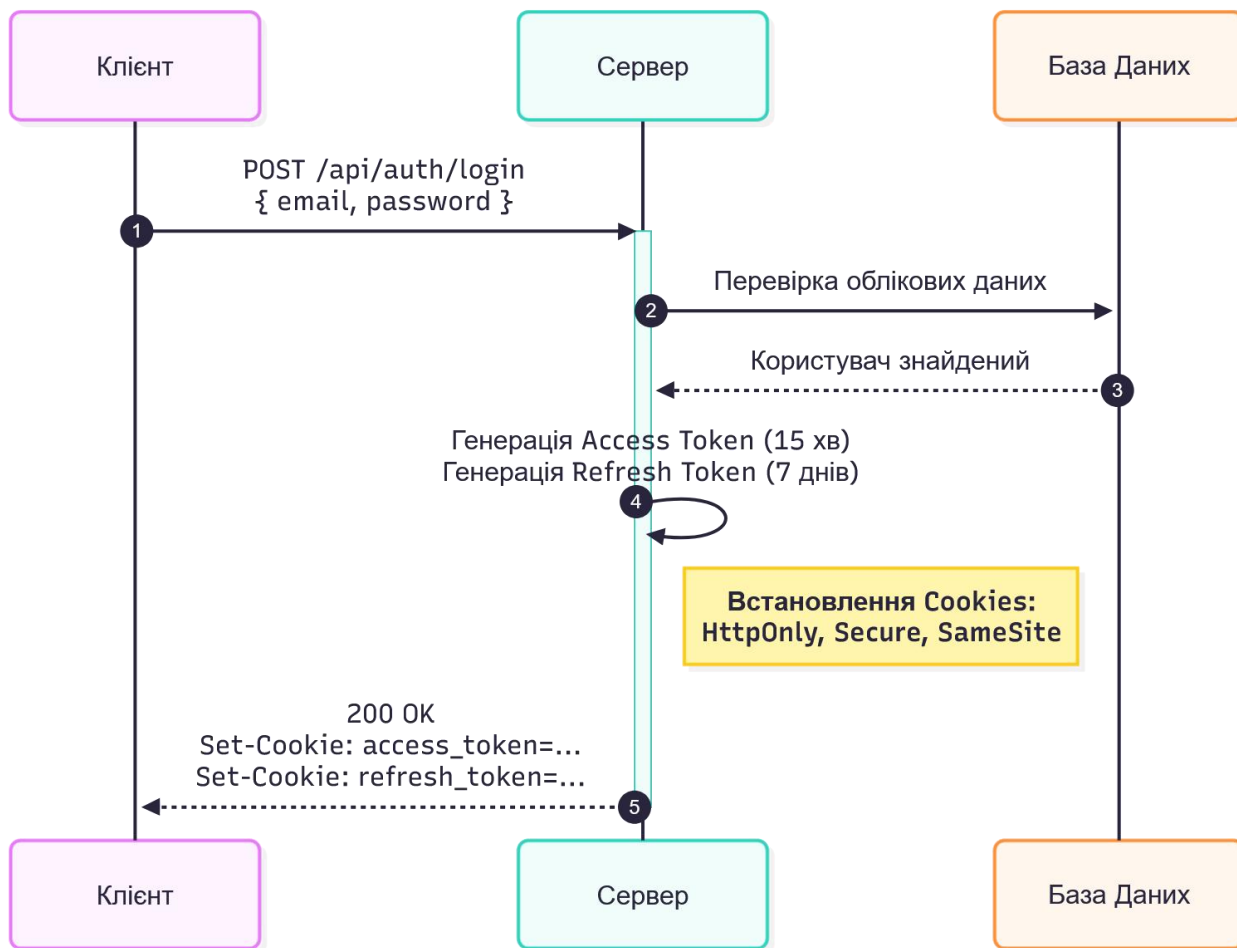 Клієнт
Сервер
База Даних
POST /api/auth/login
{ email, password }
1
Перевірка облікових даних
2
Користувач знайдений
3
Генерація Access Token (15 хв)
Генерація Refresh Token (7 днів)
4
Встановлення Cookies:
HttpOnly, Secure, SameSite
200 OK
Set-Cookie: access_token=...
Set-Cookie: refresh_token=...
5
Клієнт
Сервер
База Даних